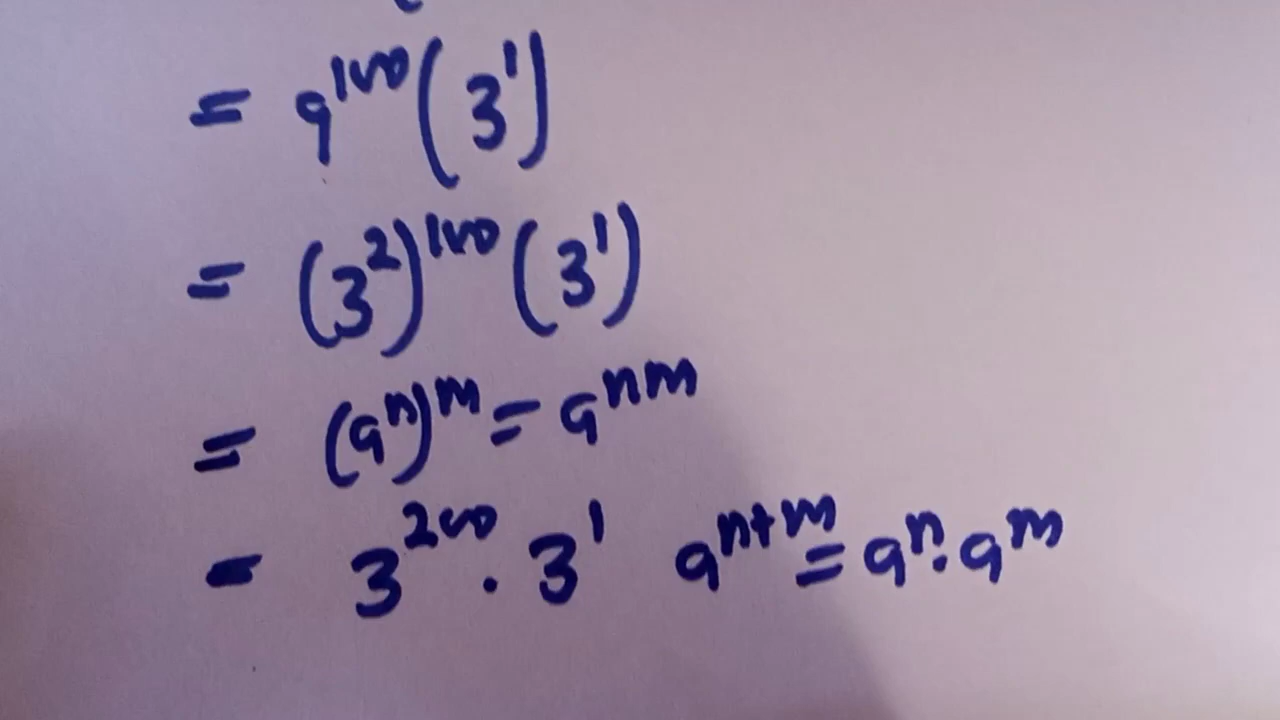 = 9^100 (3^1)
= (3^2)^100 (3^1)
= (a^n)^m = a^nm
= 3^200 . 3^1 a^n+m = a^n . a^m